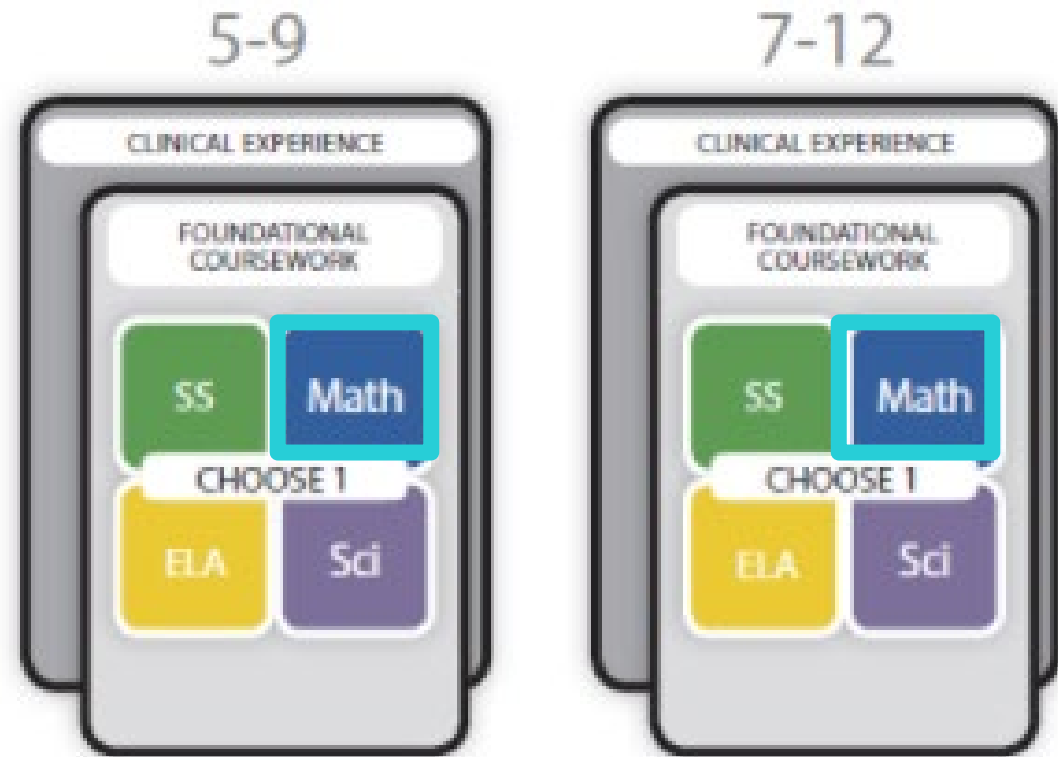 5-9
CLINICAL EXPERIENCE
FOUNDATIONAL
COURSEWORK
SS
Math
CHOOSE 1
ELA
Sci
7-12
CLINICAL EXPERIENCE
FOUNDATIONAL
COURSEWORK
SS
Math
CHOOSE 1
ELA
Sci